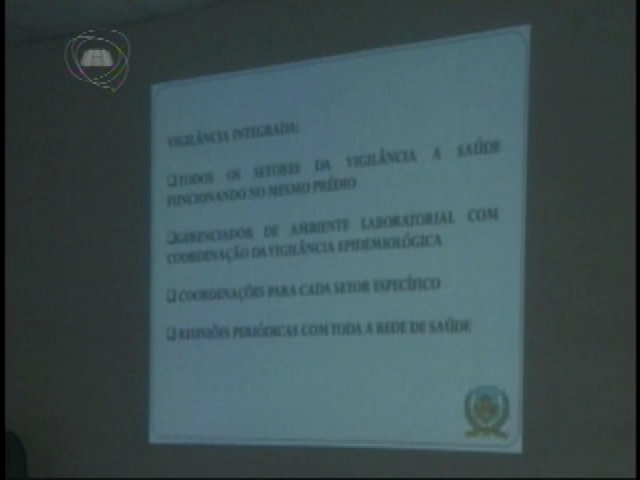 VIGILÂNCIA INTEGRADA:
❑TODOS OS SETORES DA VIGILÂNCIA A SAÚDE
FUNCIONANDO NO MESMO PRÉDIO
❑GERENCIADOR DE AMBIENTE LABORATORIAL COM
COORDENAÇÃO DA VIGILÂNCIA EPIDEMIOLÓGICA
❑ COORDENAÇÕES PARA CADA SETOR ESPECÍFICO
❑ REUNIÕES PERIÓDICAS COM TODA A REDE DE SAÚDE